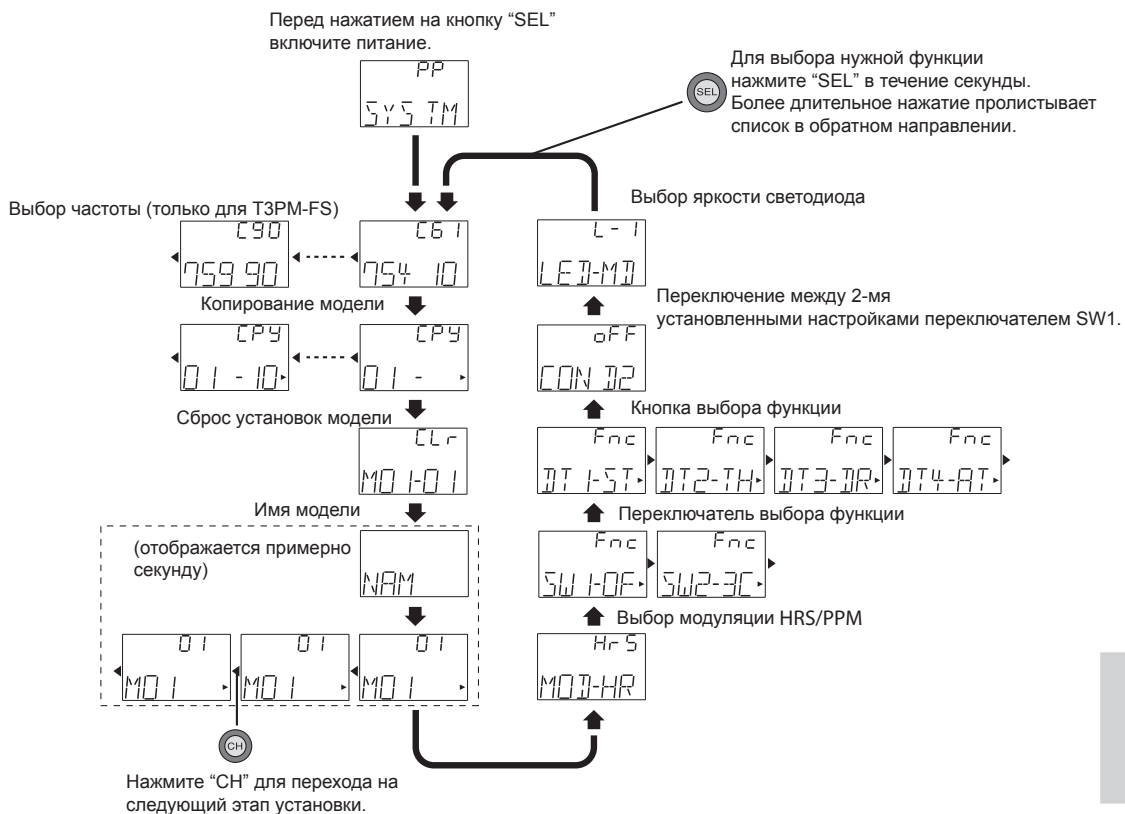 Перед нажатием на кнопку “SEL”
включите питание.
PP
SYSTM
SEL
Для выбора нужной функции
нажмите “SEL” в течение секунды.
Более длительное нажатие пролистывает
список в обратном направлении.
Выбор частоты (только для T3PM-FS)
C90
759 90
C61
754 10
Копирование модели
CPY
01 - 10
CPY
01 -
Сброс установок модели
CLr
M01-01
Имя модели
(отображается примерно
секунду)
NAM
01
M01
01
M01
01
M01
CH
Нажмите “CH” для перехода на
следующий этап установки.
Выбор яркости светодиода
L-1
LED-MD
Переключение между 2-мя
установленными настройками переключателем SW1.
oFF
CON D2
Кнопка выбора функции
Fnc
DT1-ST
Fnc
DT2-TH
Fnc
DT3-DR
Fnc
DT4-AT
Переключатель выбора функции
Fnc
SW1-OF
Fnc
SW2-3C
Выбор модуляции HRS/PPM
HrS
MOD-HR